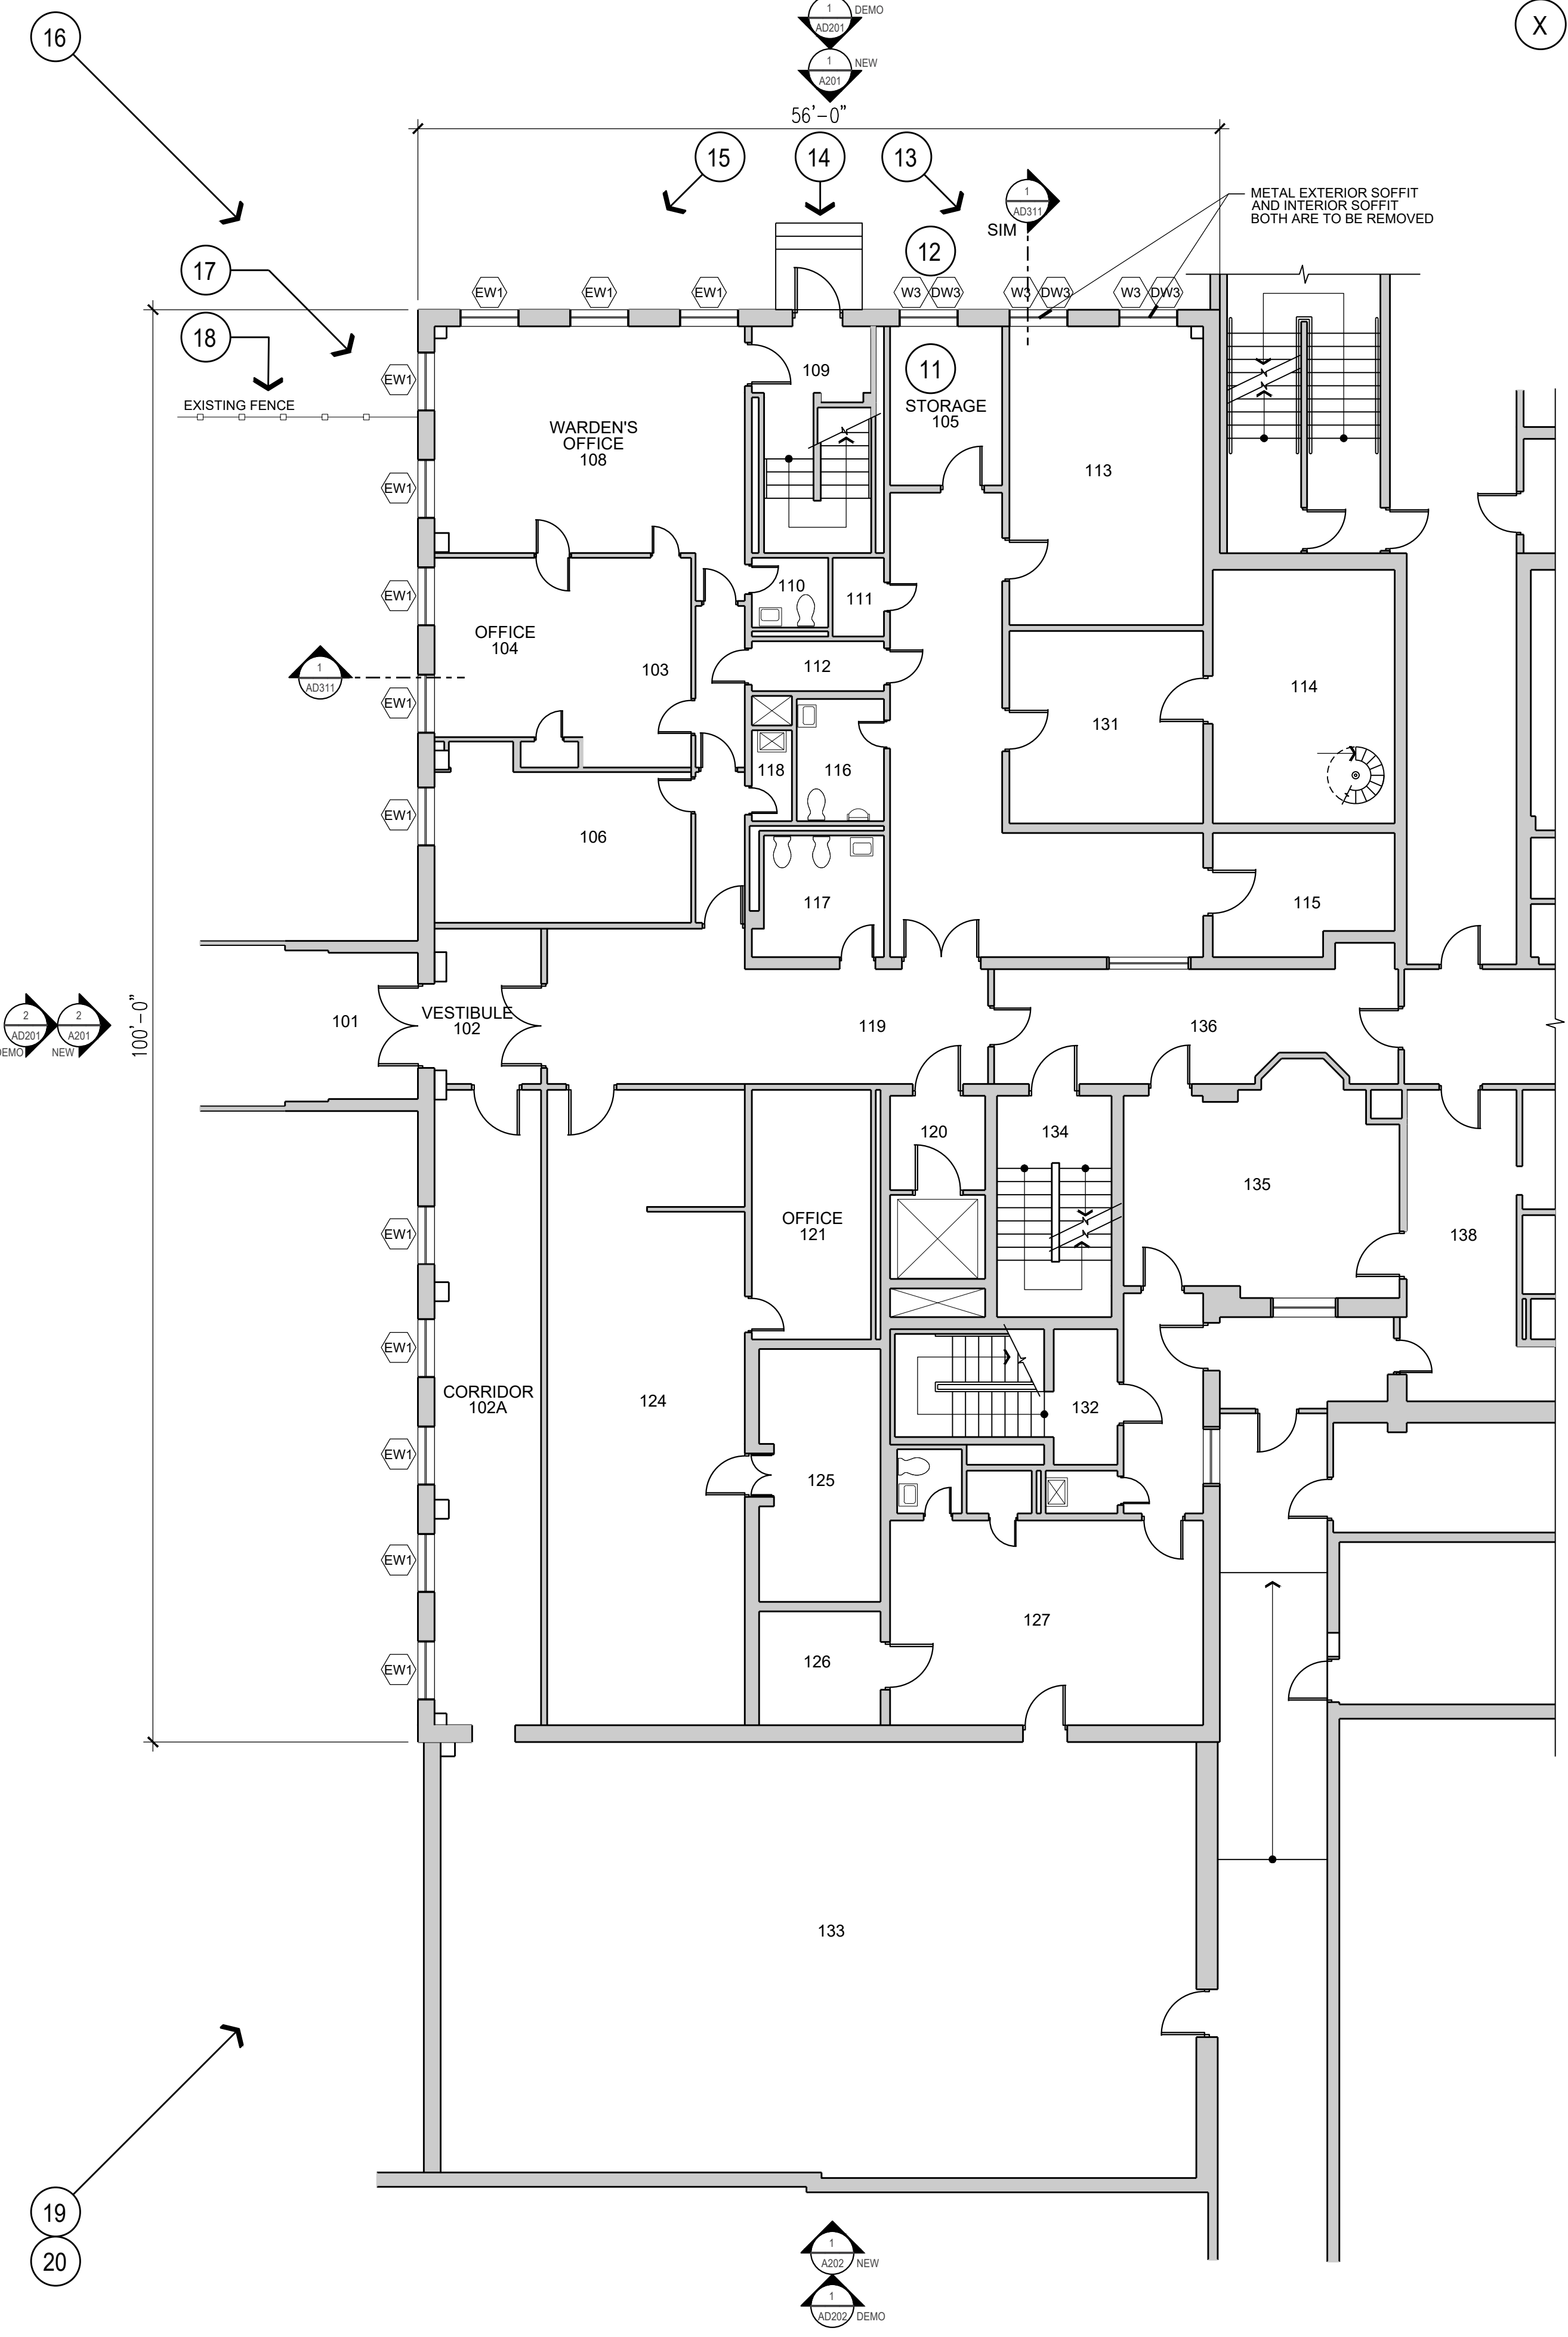 1
AD201
DEMO
1
A201
NEW
16
X
56'-0"
15
14
13
1
AD311
SIM
METAL EXTERIOR SOFFIT
AND INTERIOR SOFFIT
BOTH ARE TO BE REMOVED
12
17
EW1
EW1
EW1
W3
DW3
W3
DW3
W3
DW3
18
EXISTING FENCE
EW1
109
11
STORAGE
105
WARDEN'S
OFFICE
108
113
EW1
110
111
EW1
OFFICE
104
103
112
1
AD311
114
EW1
131
118
116
EW1
106
117
115
100'-0"
2
AD201
DEMO
2
A201
NEW
101
VESTIBULE
102
119
136
120
134
135
OFFICE
121
138
EW1
EW1
CORRIDOR
102A
124
132
EW1
125
EW1
127
126
EW1
133
19
20
1
A202
NEW
1
AD202
DEMO